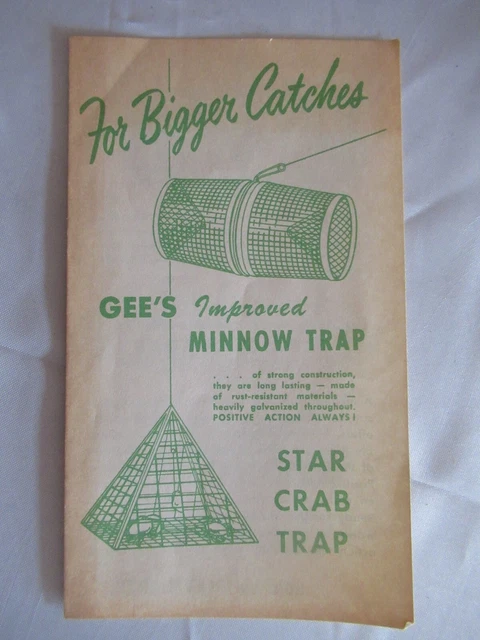 For Bigger Catches
GEE'S Improved
MINNOW TRAP
. . . of strong construction,
they are long lasting — made
of rust-resistant materials —
heavily galvanized throughout.
POSITIVE ACTION ALWAYS!
STAR
CRAB
TRAP